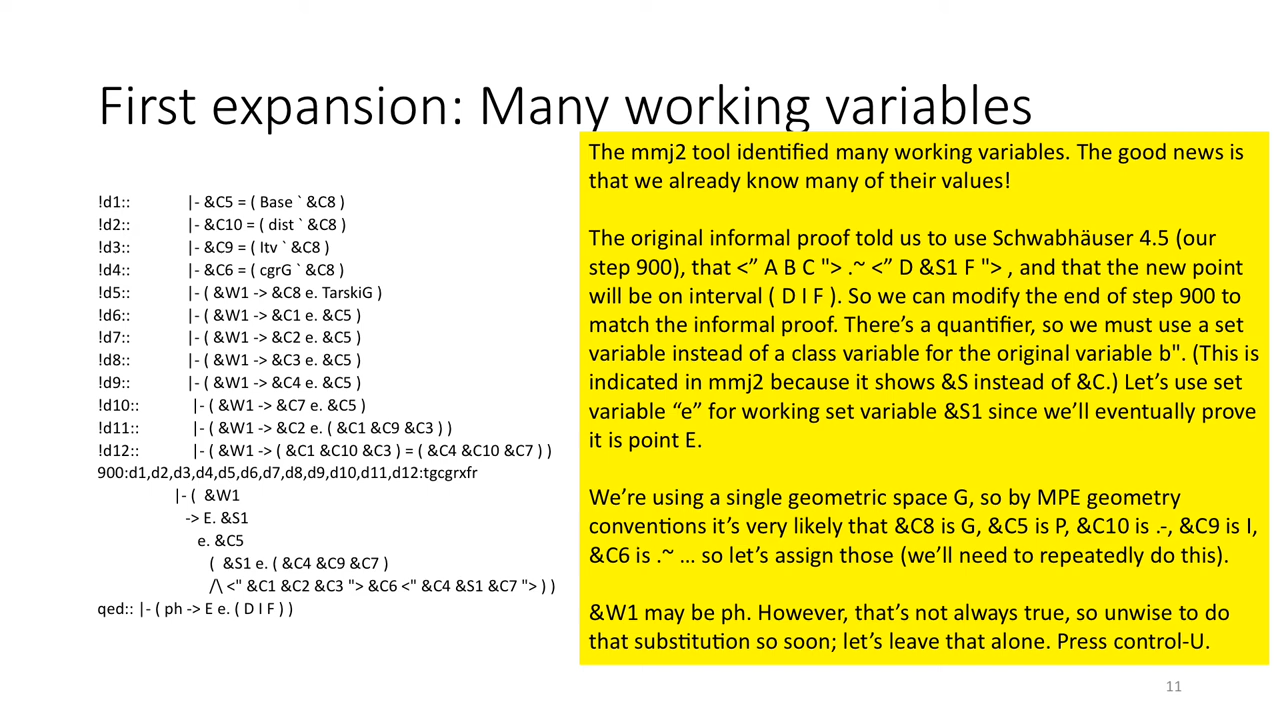 First expansion: Many working variables
!d1:: |- &C5 = ( Base ` &C8 )
!d2:: |- &C10 = ( dist ` &C8 )
!d3:: |- &C9 = ( Itv ` &C8 )
!d4:: |- &C6 = ( cgrG ` &C8 )
!d5:: |- ( &W1 -> &C8 e. TarskiG )
!d6:: |- ( &W1 -> &C1 e. &C5 )
!d7:: |- ( &W1 -> &C2 e. &C5 )
!d8:: |- ( &W1 -> &C3 e. &C5 )
!d9:: |- ( &W1 -> &C4 e. &C5 )
!d10:: |- ( &W1 -> &C7 e. &C5 )
!d11:: |- ( &W1 -> &C2 e. ( &C1 &C9 &C3 ) )
!d12:: |- ( &W1 -> ( &C1 &C10 &C3 ) = ( &C4 &C10 &C7 ) )
900:d1,d2,d3,d4,d5,d6,d7,d8,d9,d10,d11,d12:tgcgrxfr
|- ( &W1
-> E. &S1
e. &C5
( &S1 e. ( &C4 &C9 &C7 )
/\ <" &C1 &C2 &C3 "> &C6 <" &C4 &S1 &C7 "> ) )
qed:: |- ( ph -> E e. ( D I F ) )
The mmj2 tool identified many working variables. The good news is
that we already know many of their values!
The original informal proof told us to use Schwabhäuser 4.5 (our
step 900), that <” A B C "> .~ <” D &S1 F "> , and that the new point
will be on interval ( D I F ). So we can modify the end of step 900 to
match the informal proof. There’s a quantifier, so we must use a set
variable instead of a class variable for the original variable b". (This is
indicated in mmj2 because it shows &S instead of &C.) Let’s use set
variable “e” for working set variable &S1 since we’ll eventually prove
it is point E.
We’re using a single geometric space G, so by MPE geometry
conventions it’s very likely that &C8 is G, &C5 is P, &C10 is .-, &C9 is I,
&C6 is .~ … so let’s assign those (we’ll need to repeatedly do this).
&W1 may be ph. However, that’s not always true, so unwise to do
that substitution so soon; let’s leave that alone. Press control-U.
11